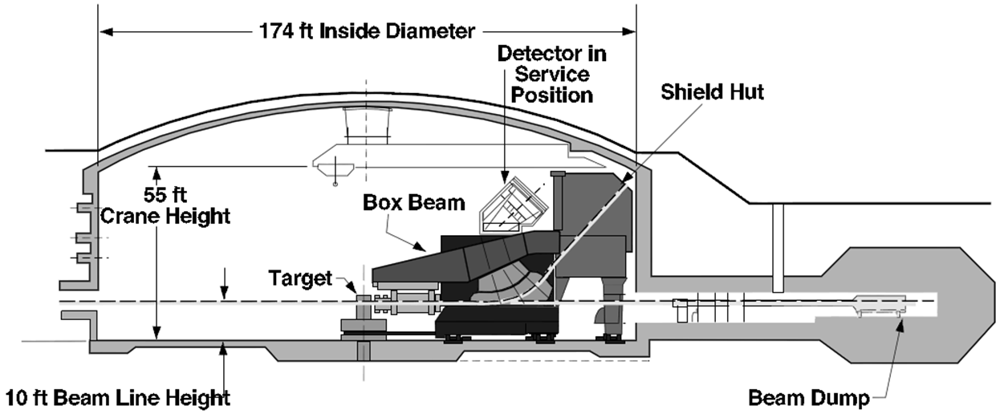 174 ft Inside Diameter
Detector in
Service
Position
Shield Hut
55 ft
Crane Height
Box Beam
Target
10 ft Beam Line Height
Beam Dump